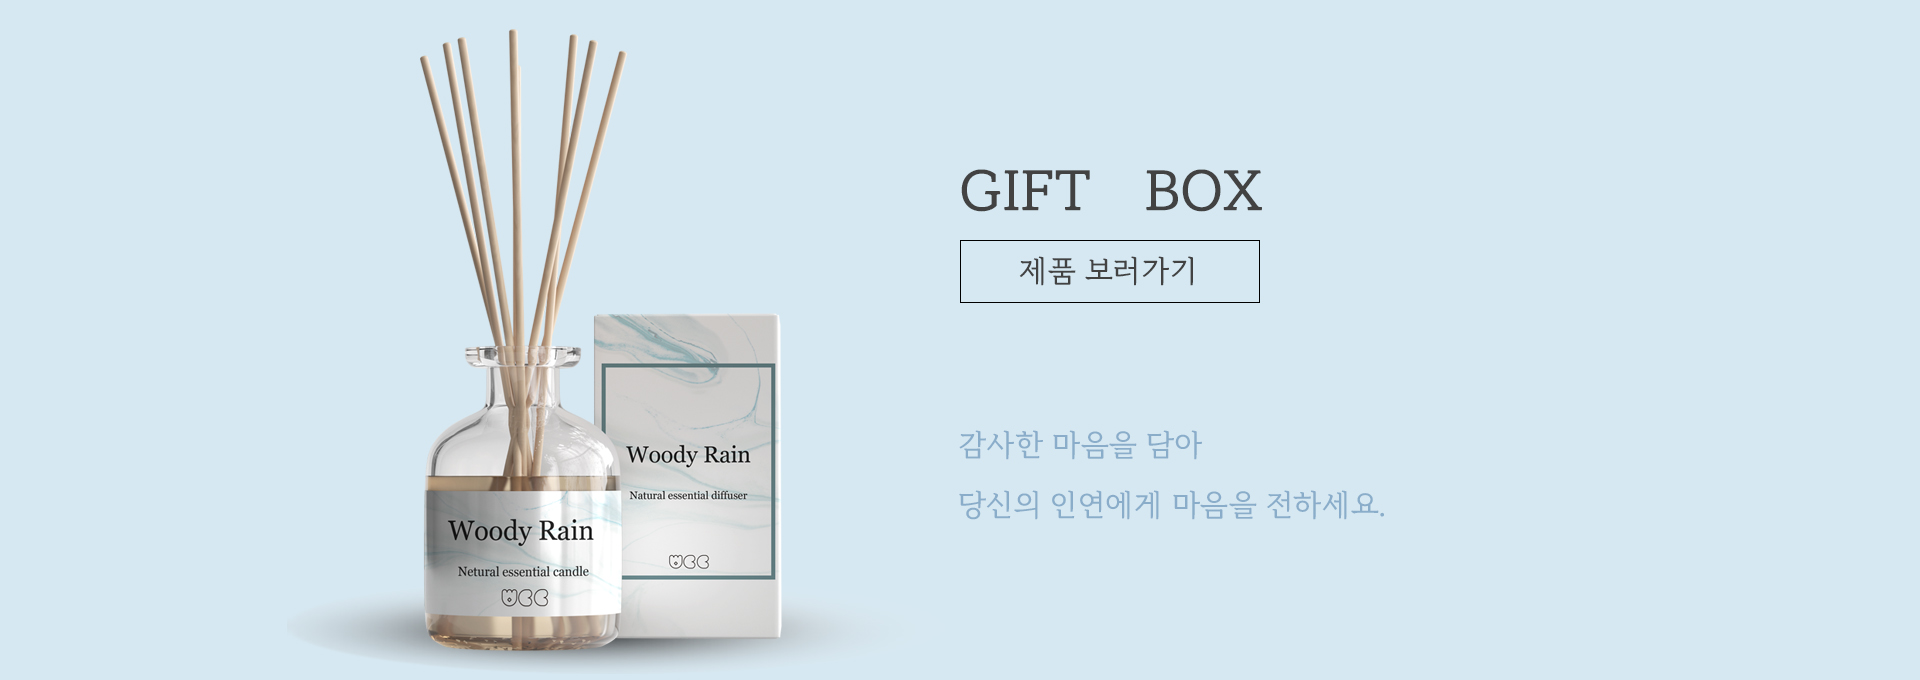 GIFT BOX
제품 보러가기
감사한 마음을 담아
당신의 인연에게 마음을 전하세요.
Woody Rain
Natural essential diffuser
WCC
Woody Rain
Netural essential candle
WCC